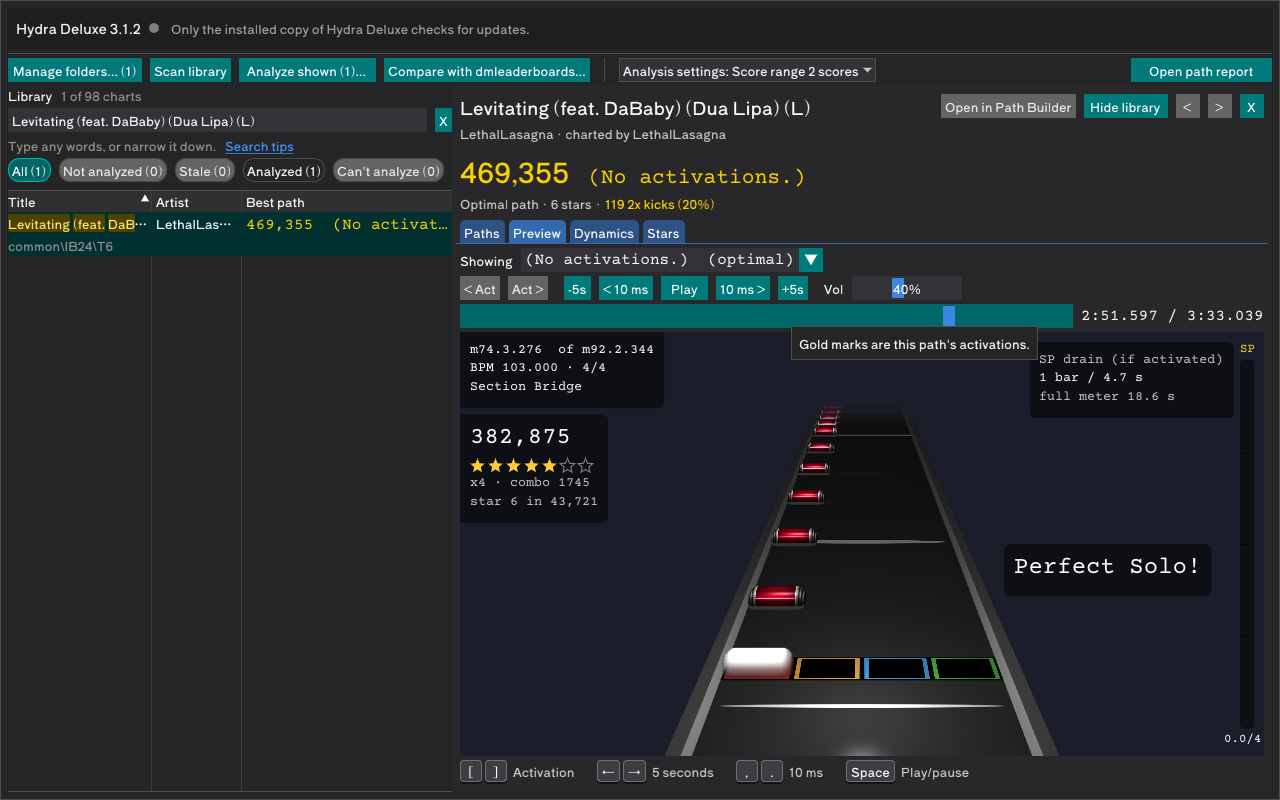 Hydra Deluxe 3.1.2
Only the installed copy of Hydra Deluxe checks for updates.
Manage folders... (1)
Scan library
Analyze shown (1)...
Compare with dmleaderboards...
Analysis settings: Score range 2 scores
Open path report
Library 1 of 98 charts
Levitating (feat. DaBaby) (Dua Lipa) (L)
X
Type any words, or narrow it down. Search tips
All (1)
Not analyzed (0)
Stale (0)
Analyzed (1)
Can't analyze (0)
Title
Artist
Best path
Levitating (feat. DaB···
LethalLas···
469,355 (No activat…
common\IB24\T6
Levitating (feat. DaBaby) (Dua Lipa) (L)
Open in Path Builder
Hide library
<
>
X
LethalLasagna · charted by LethalLasagna
469,355 (No activations.)
Optimal path · 6 stars · 119 2x kicks (20%)
Paths
Preview
Dynamics
Stars
Showing (No activations.) (optimal)
< Act
Act >
-5s
< 10 ms
Play
10 ms >
+5s
Vol
40%
2:51.597 / 3:33.039
Gold marks are this path's activations.
m74.3.276 of m92.2.344
BPM 103.000 · 4/4
Section Bridge
382,875
x4 · combo 1745
star 6 in 43,721
SP drain (if activated)
1 bar / 4.7 s
full meter 18.6 s
SP
Perfect Solo!
0.0/4
[ ] Activation
← → 5 seconds
, . 10 ms
Space Play/pause